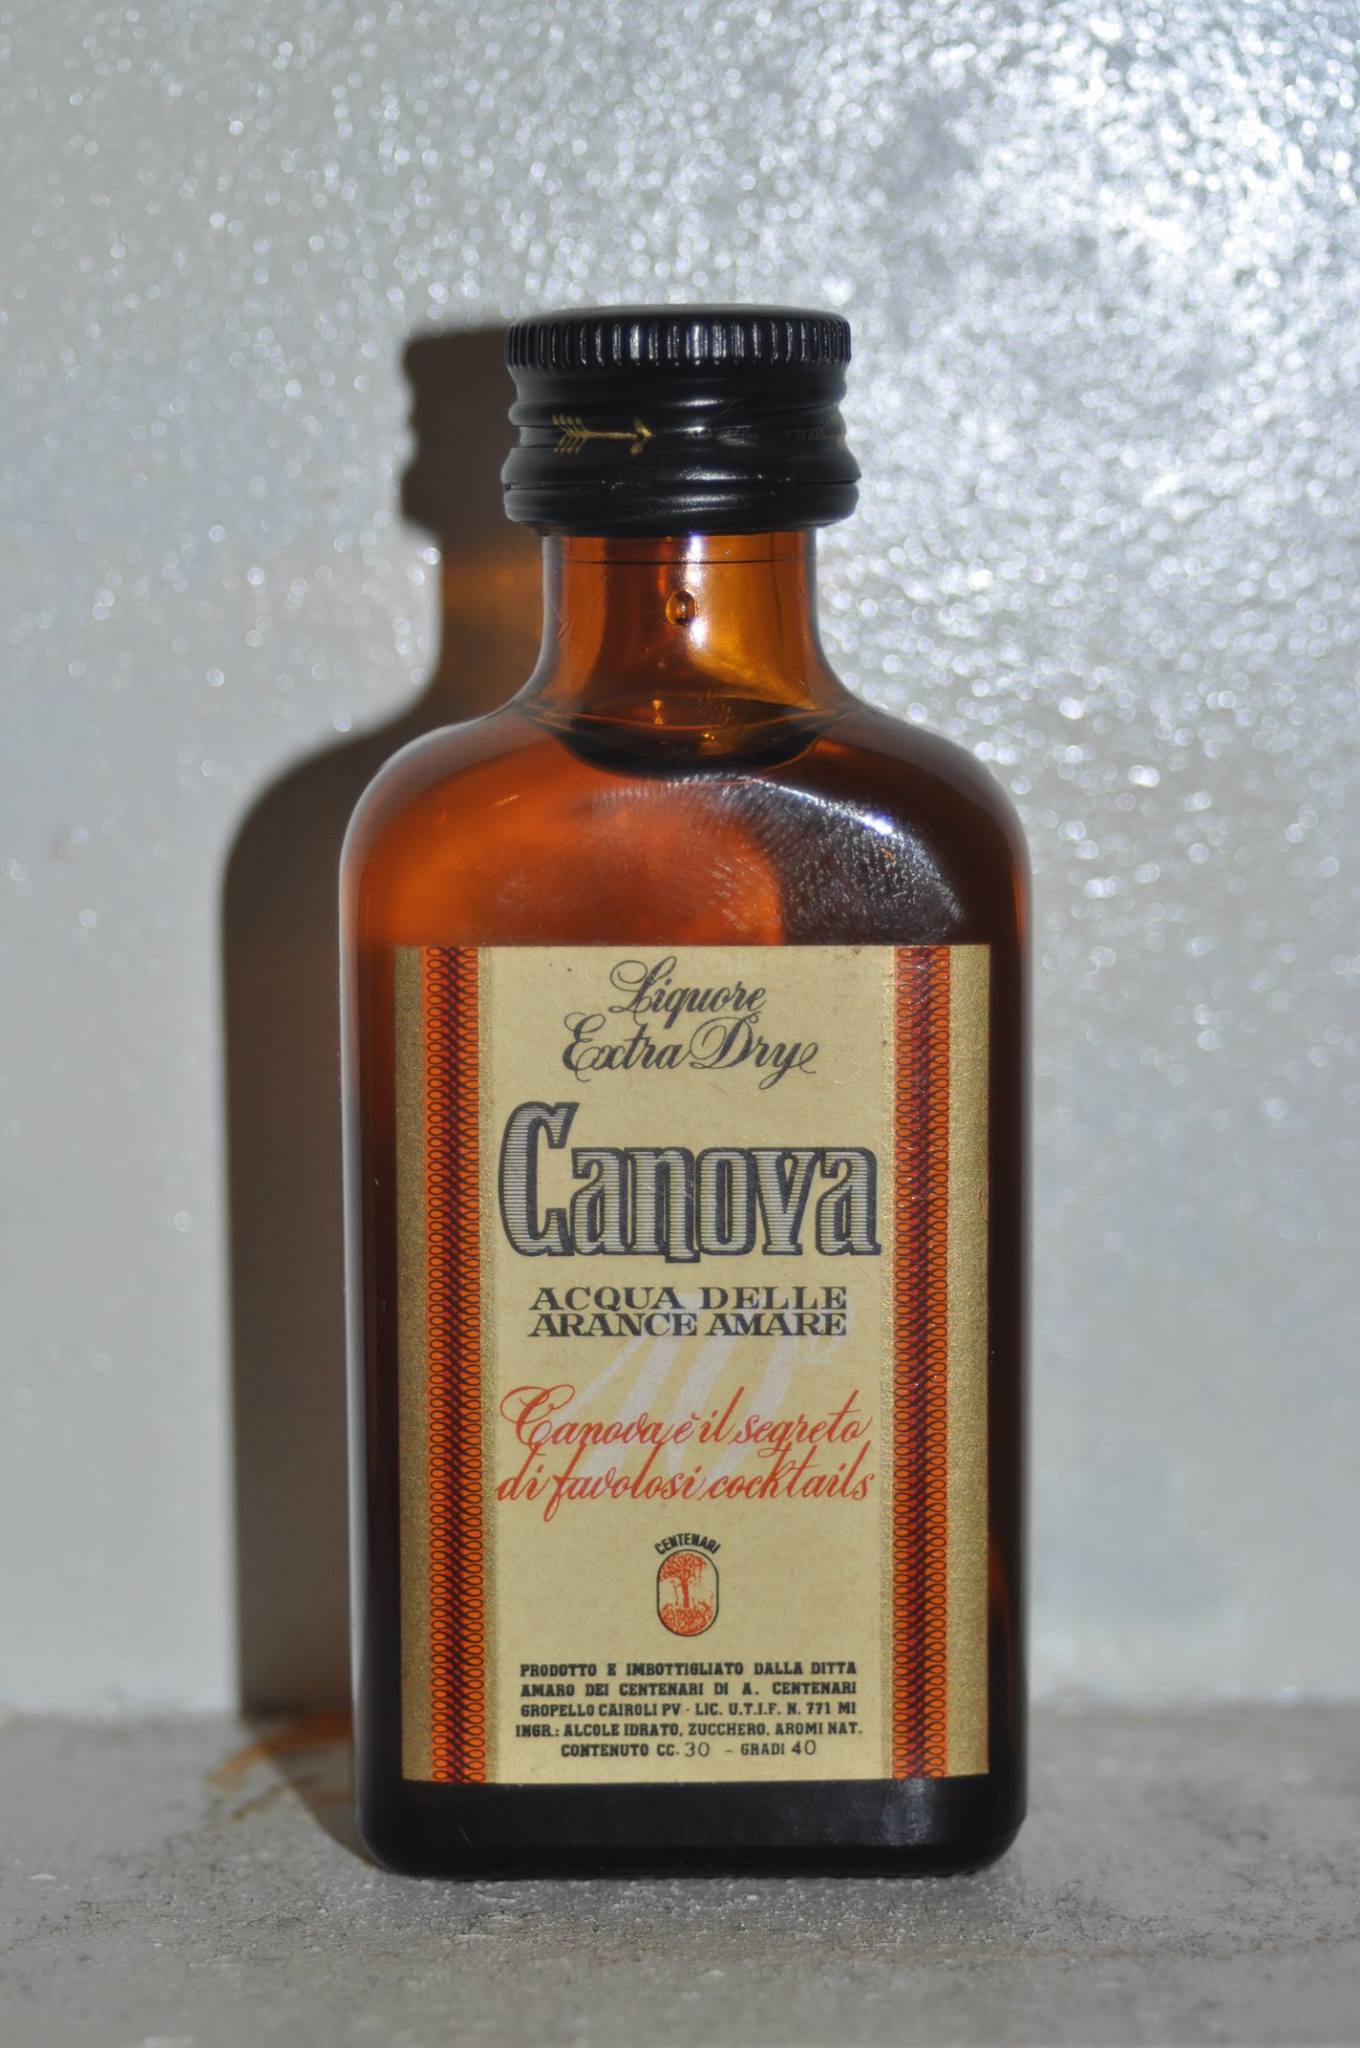 Liquore
Extra Dry
Canova
ACQUA DELLE
ARANCE AMARE
40°
Canova è il segreto
di favolosi cocktails
CENTENARI
PRODOTTO E IMBOTTIGLIATO DALLA DITTA
AMARO DEI CENTENARI DI A. CENTENARI
GROPELLO CAIROLI PV - LIC. U.T.I.F. N. 771 MI
INGR.: ALCOLE IDRATO, ZUCCHERO, AROMI NAT.
CONTENUTO CC. 30 - GRADI 40